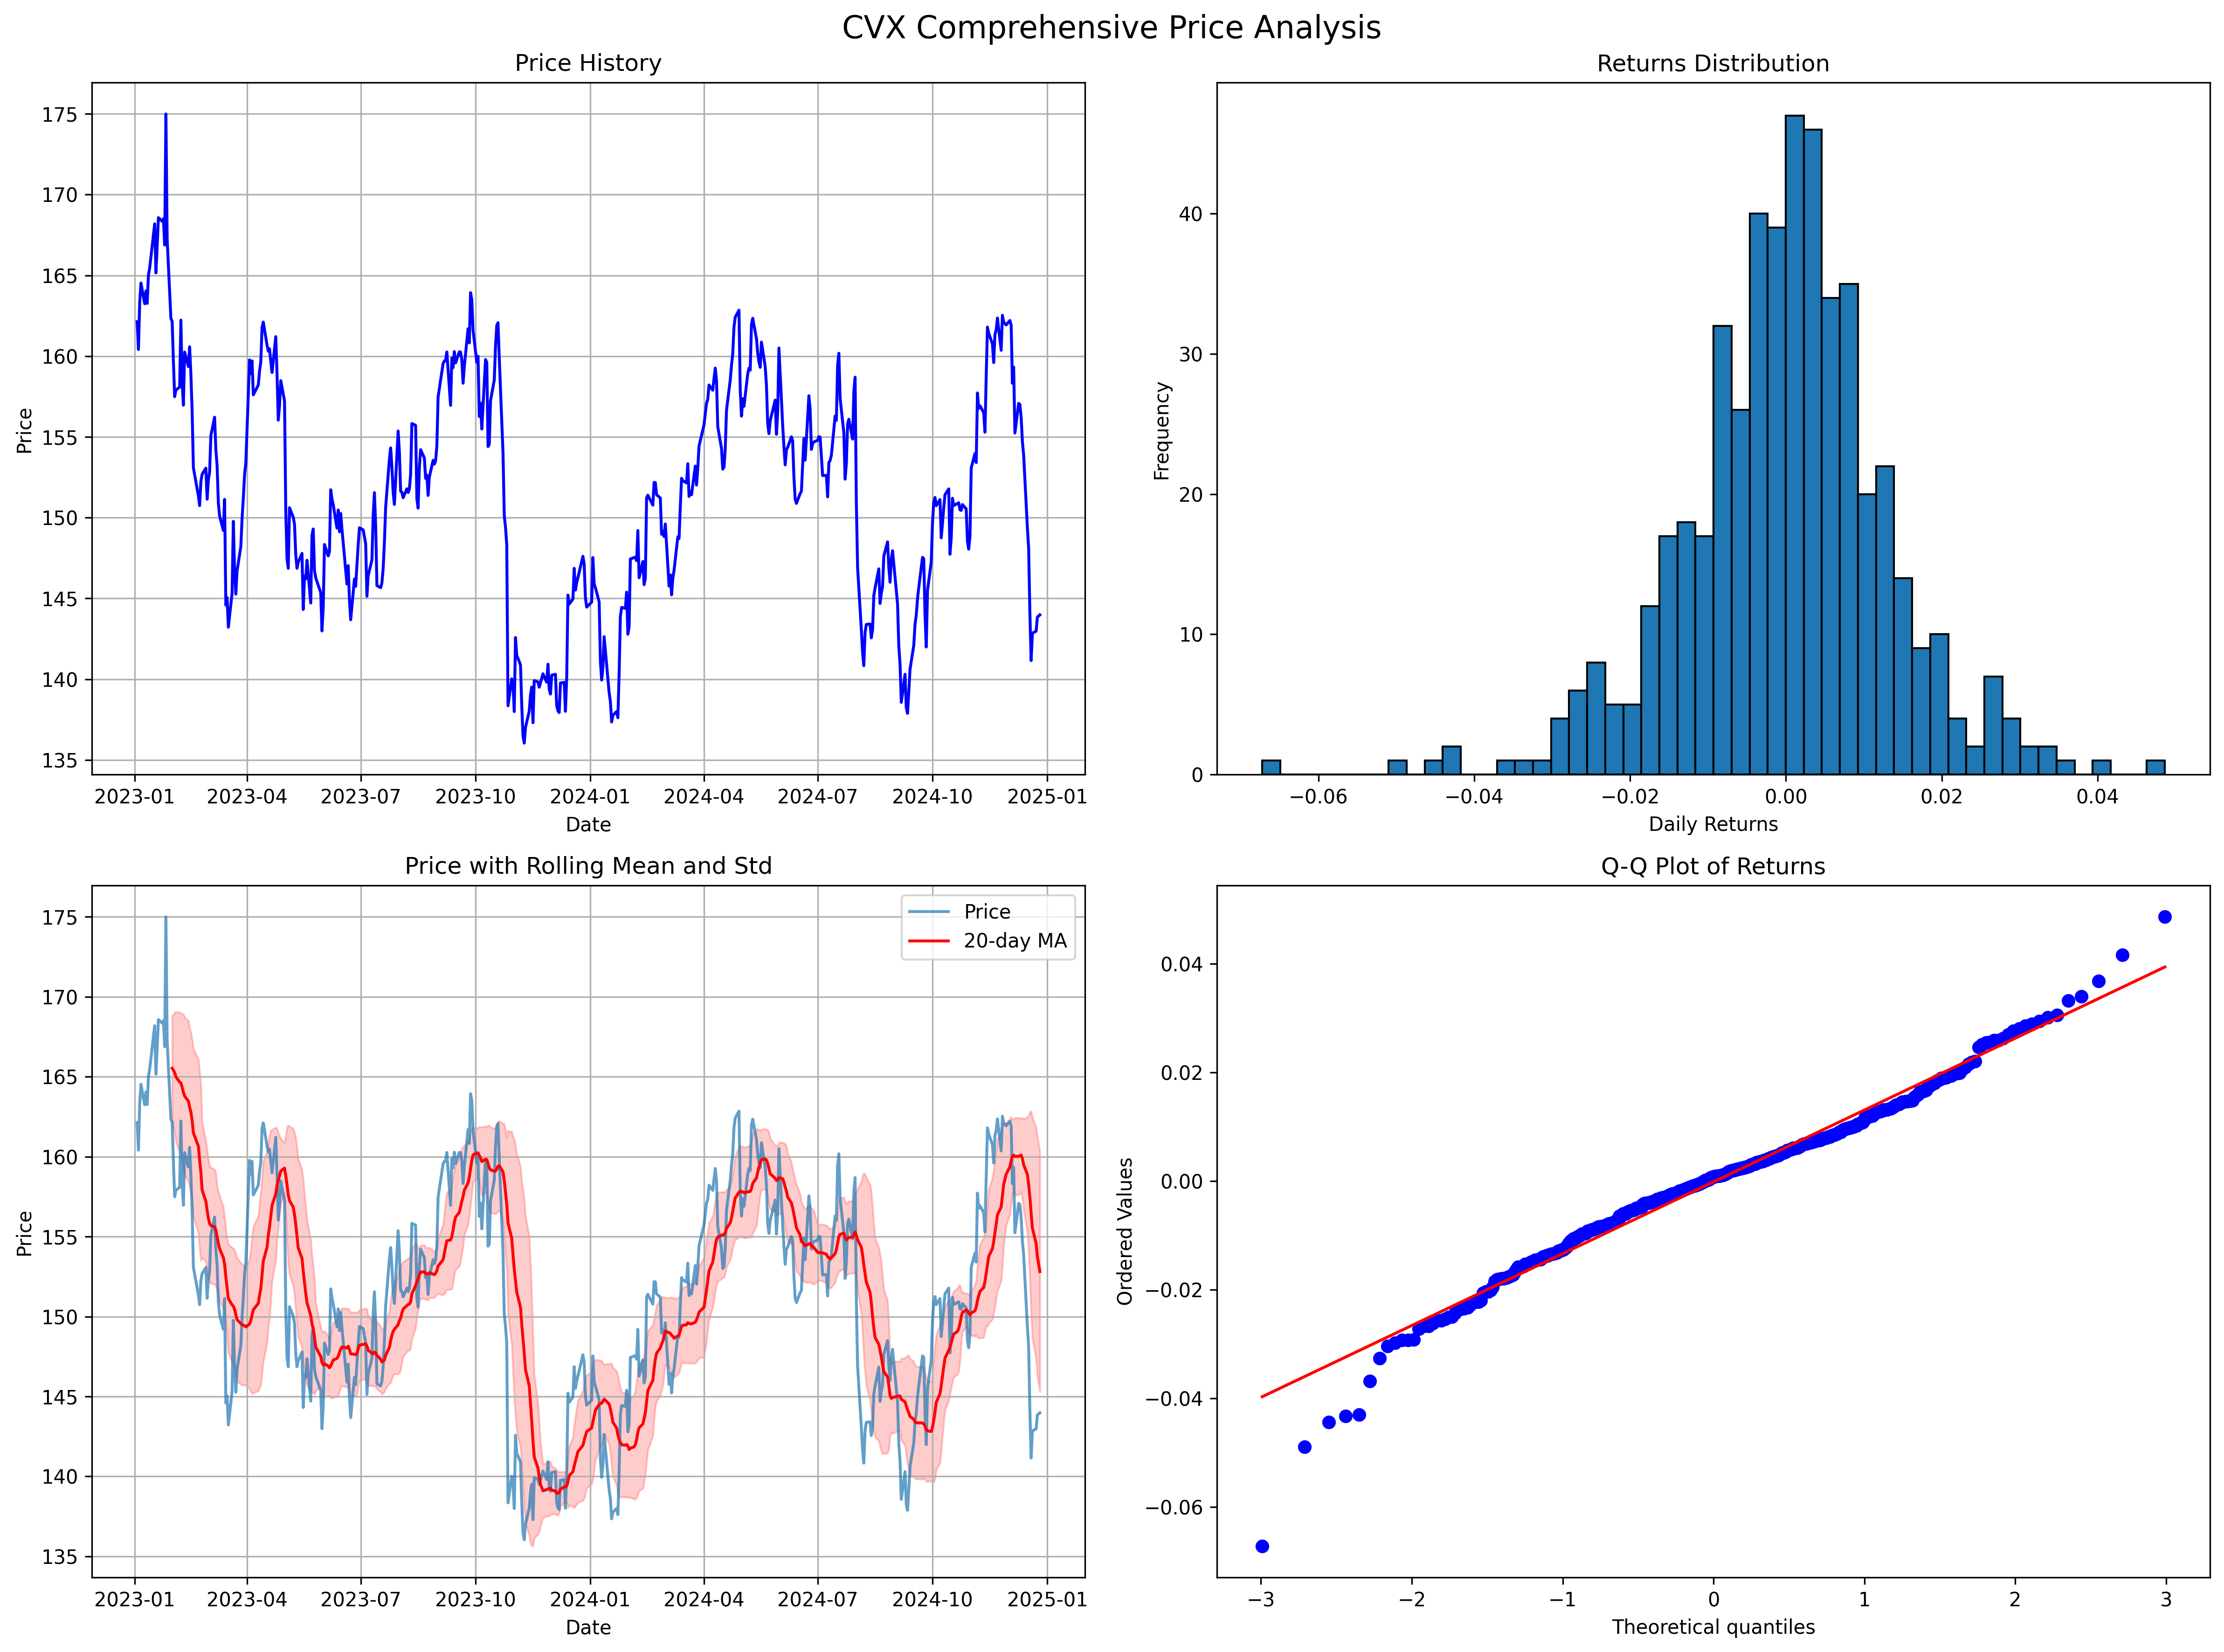 CVX Comprehensive Price Analysis
Price History
175
170
165
160
155
150
145
140
135
Price
2023-01 2023-04 2023-07 2023-10 2024-01 2024-04 2024-07 2024-10 2025-01
Date
Returns Distribution
40
30
20
10
0
Frequency
−0.06 −0.04 −0.02 0.00 0.02 0.04
Daily Returns
Price with Rolling Mean and Std
Price
20-day MA
175
170
165
160
155
150
145
140
135
Price
2023-01 2023-04 2023-07 2023-10 2024-01 2024-04 2024-07 2024-10 2025-01
Date
Q-Q Plot of Returns
0.04
0.02
0.00
−0.02
−0.04
−0.06
Ordered Values
−3 −2 −1 0 1 2 3
Theoretical quantiles